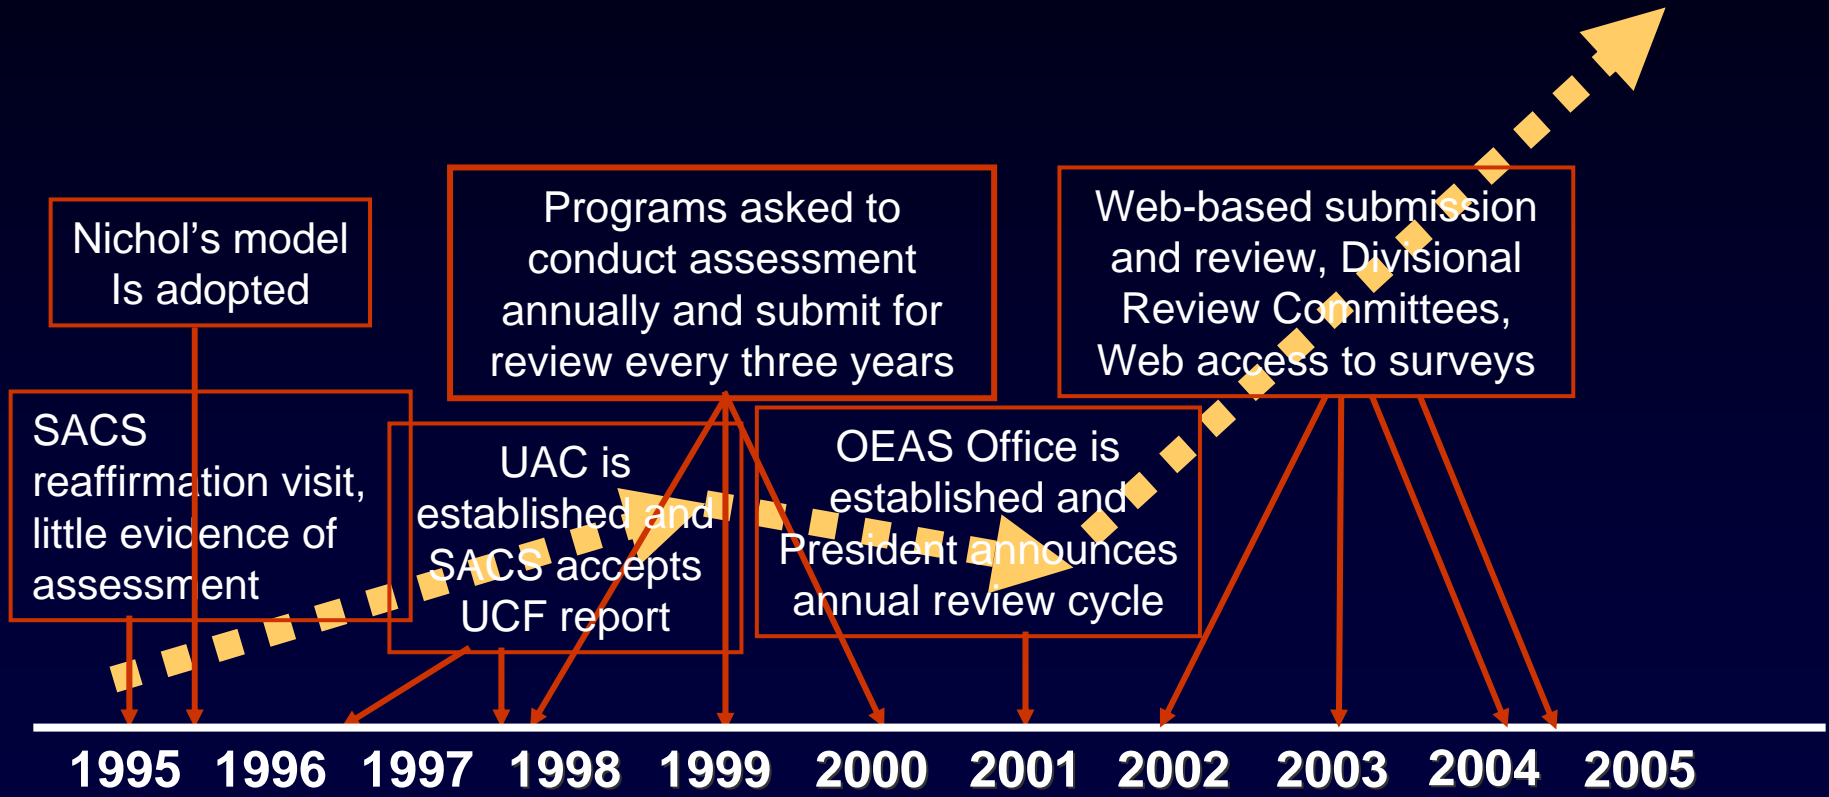 Nichol's model
Is adopted
Programs asked to
conduct assessment
annually and submit for
review every three years
Web-based submission
and review, Divisional
Review Committees,
Web access to surveys
SACS
reaffirmation visit,
little evidence of
assessment
UAC is
established and
SACS accepts
UCF report
OEAS Office is
established and
President announces
annual review cycle
1995 1996 1997 1998 1999 2000 2001 2002 2003 2004 2005